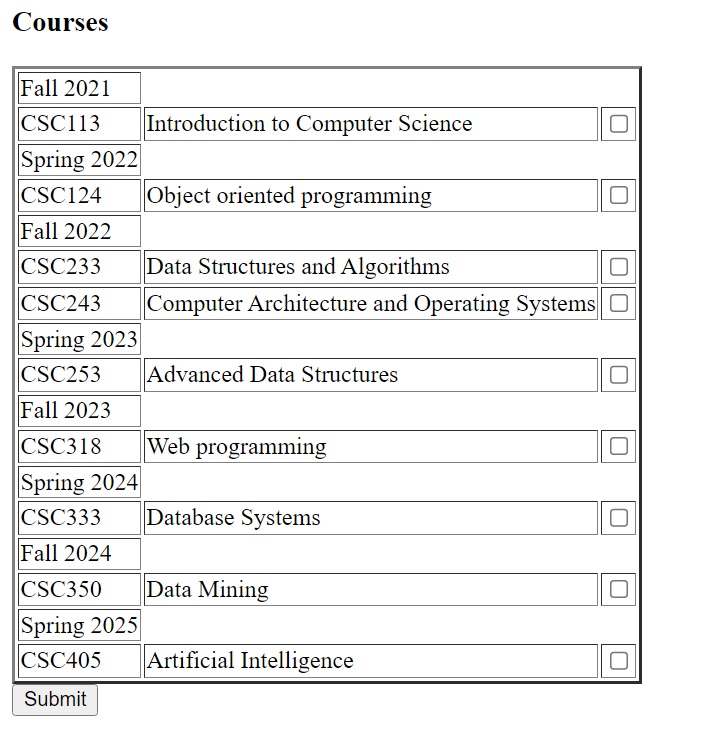 Courses
Fall 2021
CSC113 Introduction to Computer Science
Spring 2022
CSC124 Object oriented programming
Fall 2022
CSC233 Data Structures and Algorithms
CSC243 Computer Architecture and Operating Systems
Spring 2023
CSC253 Advanced Data Structures
Fall 2023
CSC318 Web programming
Spring 2024
CSC333 Database Systems
Fall 2024
CSC350 Data Mining
Spring 2025
CSC405 Artificial Intelligence
Submit